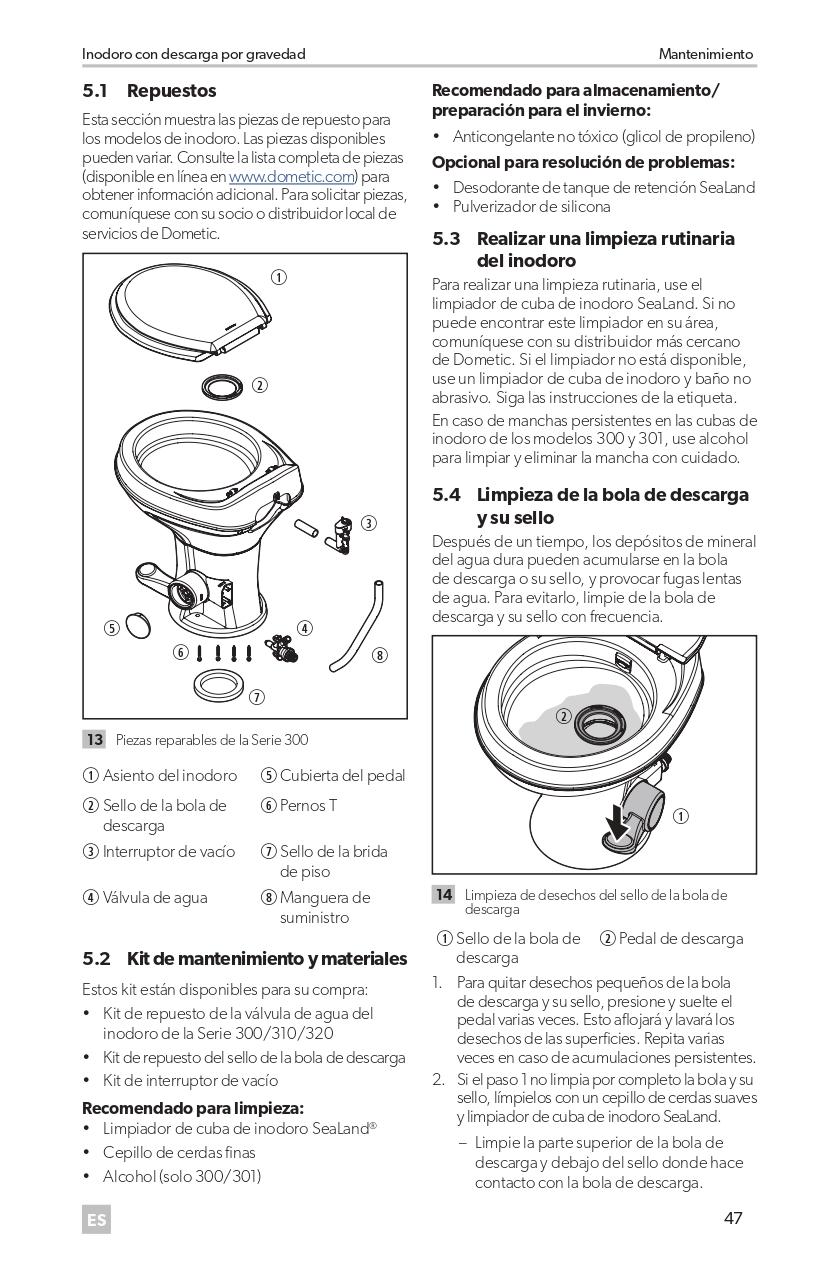 Inodoro con descarga por gravedad
Mantenimiento
5.1 Repuestos
Esta sección muestra las piezas de repuesto para
los modelos de inodoro. Las piezas disponibles
pueden variar. Consulte la lista completa de piezas
(disponible en línea en www.dometic.com) para
obtener información adicional. Para solicitar piezas,
comuníquese con su socio o distribuidor local de
servicios de Dometic.
①
②
③
④
⑤
⑥
⑦
⑧
13 Piezas reparables de la Serie 300
① Asiento del inodoro
⑤ Cubierta del pedal
② Sello de la bola de
descarga
⑥ Pernos T
③ Interruptor de vacío
⑦ Sello de la brida
de piso
④ Válvula de agua
⑧ Manguera de
suministro
5.2 Kit de mantenimiento y materiales
Estos kit están disponibles para su compra:
• Kit de repuesto de la válvula de agua del
inodoro de la Serie 300/310/320
• Kit de repuesto del sello de la bola de descarga
• Kit de interruptor de vacío
Recomendado para limpieza:
• Limpiador de cuba de inodoro SeaLand®
• Cepillo de cerdas finas
• Alcohol (solo 300/301)
Recomendado para almacenamiento/
preparación para el invierno:
• Anticongelante no tóxico (glicol de propileno)
Opcional para resolución de problemas:
• Desodorante de tanque de retención SeaLand
• Pulverizador de silicona
5.3 Realizar una limpieza rutinaria
del inodoro
Para realizar una limpieza rutinaria, use el
limpiador de cuba de inodoro SeaLand. Si no
puede encontrar este limpiador en su área,
comuníquese con su distribuidor más cercano
de Dometic. Si el limpiador no está disponible,
use un limpiador de cuba de inodoro y baño no
abrasivo. Siga las instrucciones de la etiqueta.
En caso de manchas persistentes en las cubas de
inodoro de los modelos 300 y 301, use alcohol
para limpiar y eliminar la mancha con cuidado.
5.4 Limpieza de la bola de descarga
y su sello
Después de un tiempo, los depósitos de mineral
del agua dura pueden acumularse en la bola
de descarga o su sello, y provocar fugas lentas
de agua. Para evitarlo, limpie de la bola de
descarga y su sello con frecuencia.
②
①
14 Limpieza de desechos del sello de la bola de
descarga
① Sello de la bola de
descarga
② Pedal de descarga
1. Para quitar desechos pequeños de la bola
de descarga y su sello, presione y suelte el
pedal varias veces. Esto aflojará y lavará los
desechos de las superficies. Repita varias
veces en caso de acumulaciones persistentes.
2. Si el paso 1 no limpia por completo la bola y su
sello, límpielos con un cepillo de cerdas suaves
y limpiador de cuba de inodoro SeaLand.
– Limpie la parte superior de la bola de
descarga y debajo del sello donde hace
contacto con la bola de descarga.
ES
47